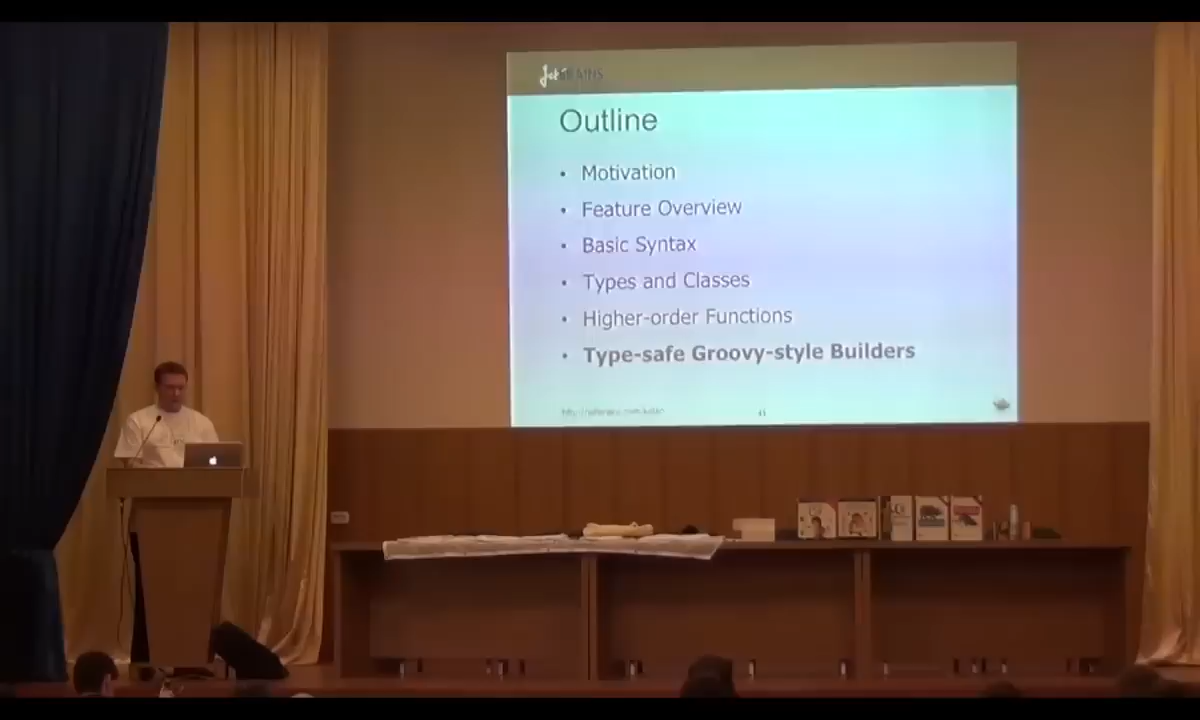 JetBRAINS
Outline
• Motivation
• Feature Overview
• Basic Syntax
• Types and Classes
• Higher-order Functions
• Type-safe Groovy-style Builders